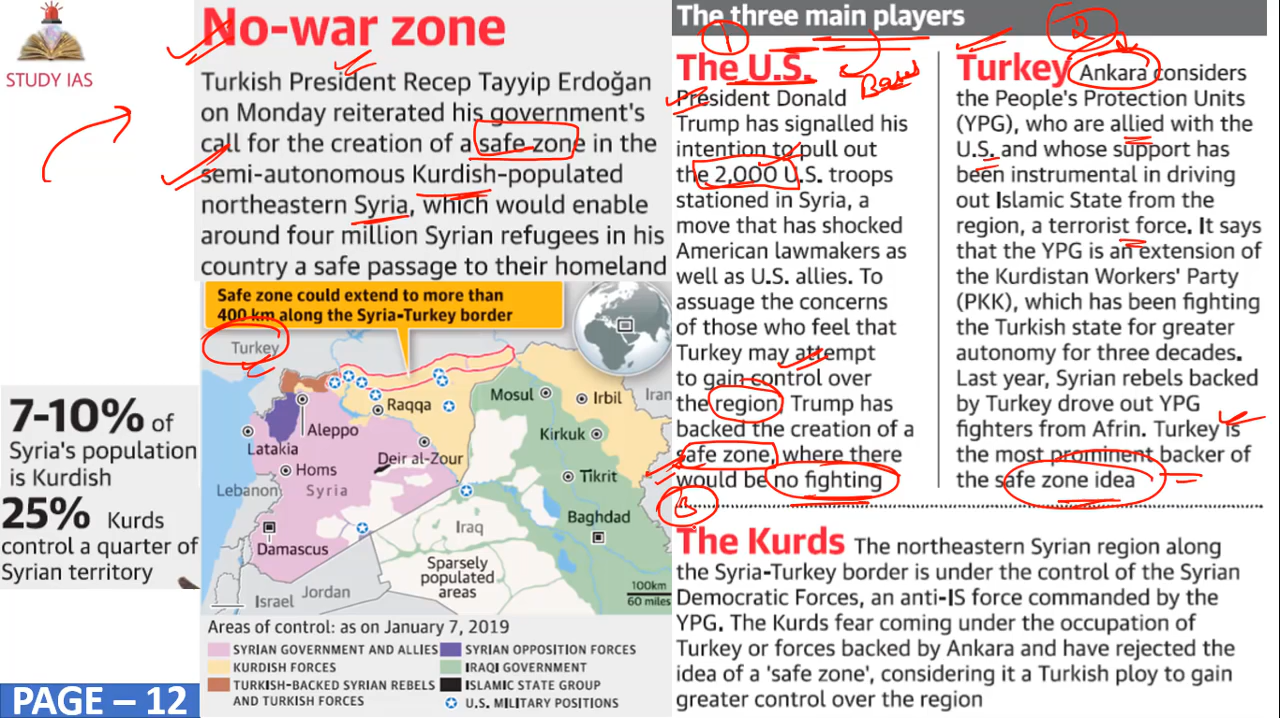 STUDY IAS
No-war zone
Turkish President Recep Tayyip Erdoğan
on Monday reiterated his government's
call for the creation of a safe zone in the
semi-autonomous Kurdish-populated
northeastern Syria, which would enable
around four million Syrian refugees in his
country a safe passage to their homeland
Safe zone could extend to more than
400 km along the Syria-Turkey border
Turkey
Mosul
Irbil
Iran
Raqqa
Aleppo
Kirkuk
Latakia
Deir al-Zour
Homs
Tikrit
Syria
Lebanon
Iraq
Baghdad
Damascus
Sparsely
populated
areas
Jordan
Israel
100km
60 miles
Areas of control: as on January 7, 2019
SYRIAN GOVERNMENT AND ALLIES
KURDISH FORCES
TURKISH-BACKED SYRIAN REBELS
AND TURKISH FORCES
SYRIAN OPPOSITION FORCES
IRAQI GOVERNMENT
ISLAMIC STATE GROUP
U.S. MILITARY POSITIONS
7-10% of
Syria's population
is Kurdish
25% Kurds
control a quarter of
Syrian territory
PAGE – 12
The three main players
1
The U.S.
President Donald
Trump has signalled his
intention to pull out
the 2,000 U.S. troops
stationed in Syria, a
move that has shocked
American lawmakers as
well as U.S. allies. To
assuage the concerns
of those who feel that
Turkey may attempt
to gain control over
the region, Trump has
backed the creation of a
safe zone, where there
would be no fighting
2
Turkey Ankara considers
the People's Protection Units
(YPG), who are allied with the
U.S. and whose support has
been instrumental in driving
out Islamic State from the
region, a terrorist force. It says
that the YPG is an extension of
the Kurdistan Workers' Party
(PKK), which has been fighting
the Turkish state for greater
autonomy for three decades.
Last year, Syrian rebels backed
by Turkey drove out YPG
fighters from Afrin. Turkey is
the most prominent backer of
the safe zone idea
The Kurds The northeastern Syrian region along
the Syria-Turkey border is under the control of the Syrian
Democratic Forces, an anti-IS force commanded by the
YPG. The Kurds fear coming under the occupation of
Turkey or forces backed by Ankara and have rejected the
idea of a 'safe zone', considering it a Turkish ploy to gain
greater control over the region